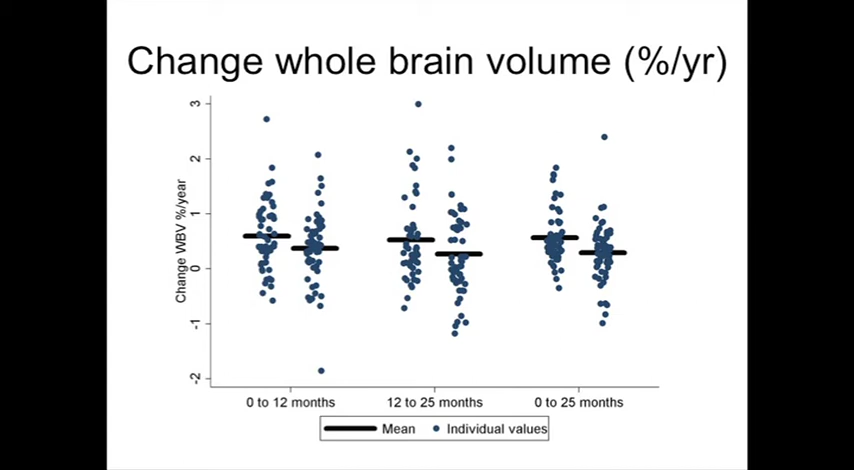 Change whole brain volume (%/yr)
Change WBV %/year
3
2
1
0
-1
-2
0 to 12 months
12 to 25 months
0 to 25 months
Mean
Individual values